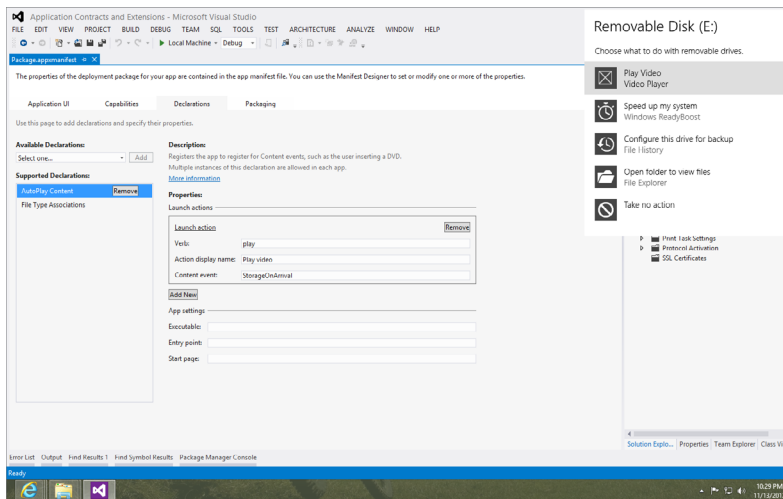 Application Contracts and Extensions - Microsoft Visual Studio
FILE EDIT VIEW PROJECT BUILD DEBUG TEAM SQL TOOLS TEST ARCHITECTURE ANALYZE WINDOW HELP
Local Machine Debug
Package.appxmanifest
The properties of the deployment package for your app are contained in the app manifest file. You can use the Manifest Designer to set or modify one or more of the properties.
Application UI Capabilities Declarations Packaging
Use this page to add declarations and specify their properties.
Available Declarations:
Select one... Add
Supported Declarations:
AutoPlay Content Remove
File Type Associations
Description:
Registers the app to register for Content events, such as the user inserting a DVD.
Multiple instances of this declaration are allowed in each app.
More information
Properties:
Launch actions
Launch action Remove
Verb: play
Action display name: Play video
Content event: StorageOnArrival
Add New
App settings
Executable:
Entry point:
Start page:
Removable Disk (E:)
Choose what to do with removable drives.
Play Video
Video Player
Speed up my system
Windows ReadyBoost
Configure this drive for backup
File History
Open folder to view files
File Explorer
Take no action
Print Task Settings
Protocol Activation
SSL Certificates
Solution Explo... Properties Team Explorer Class Vi
Error List Output Find Results 1 Find Symbol Results Package Manager Console
Ready
10:29 PM
11/13/201